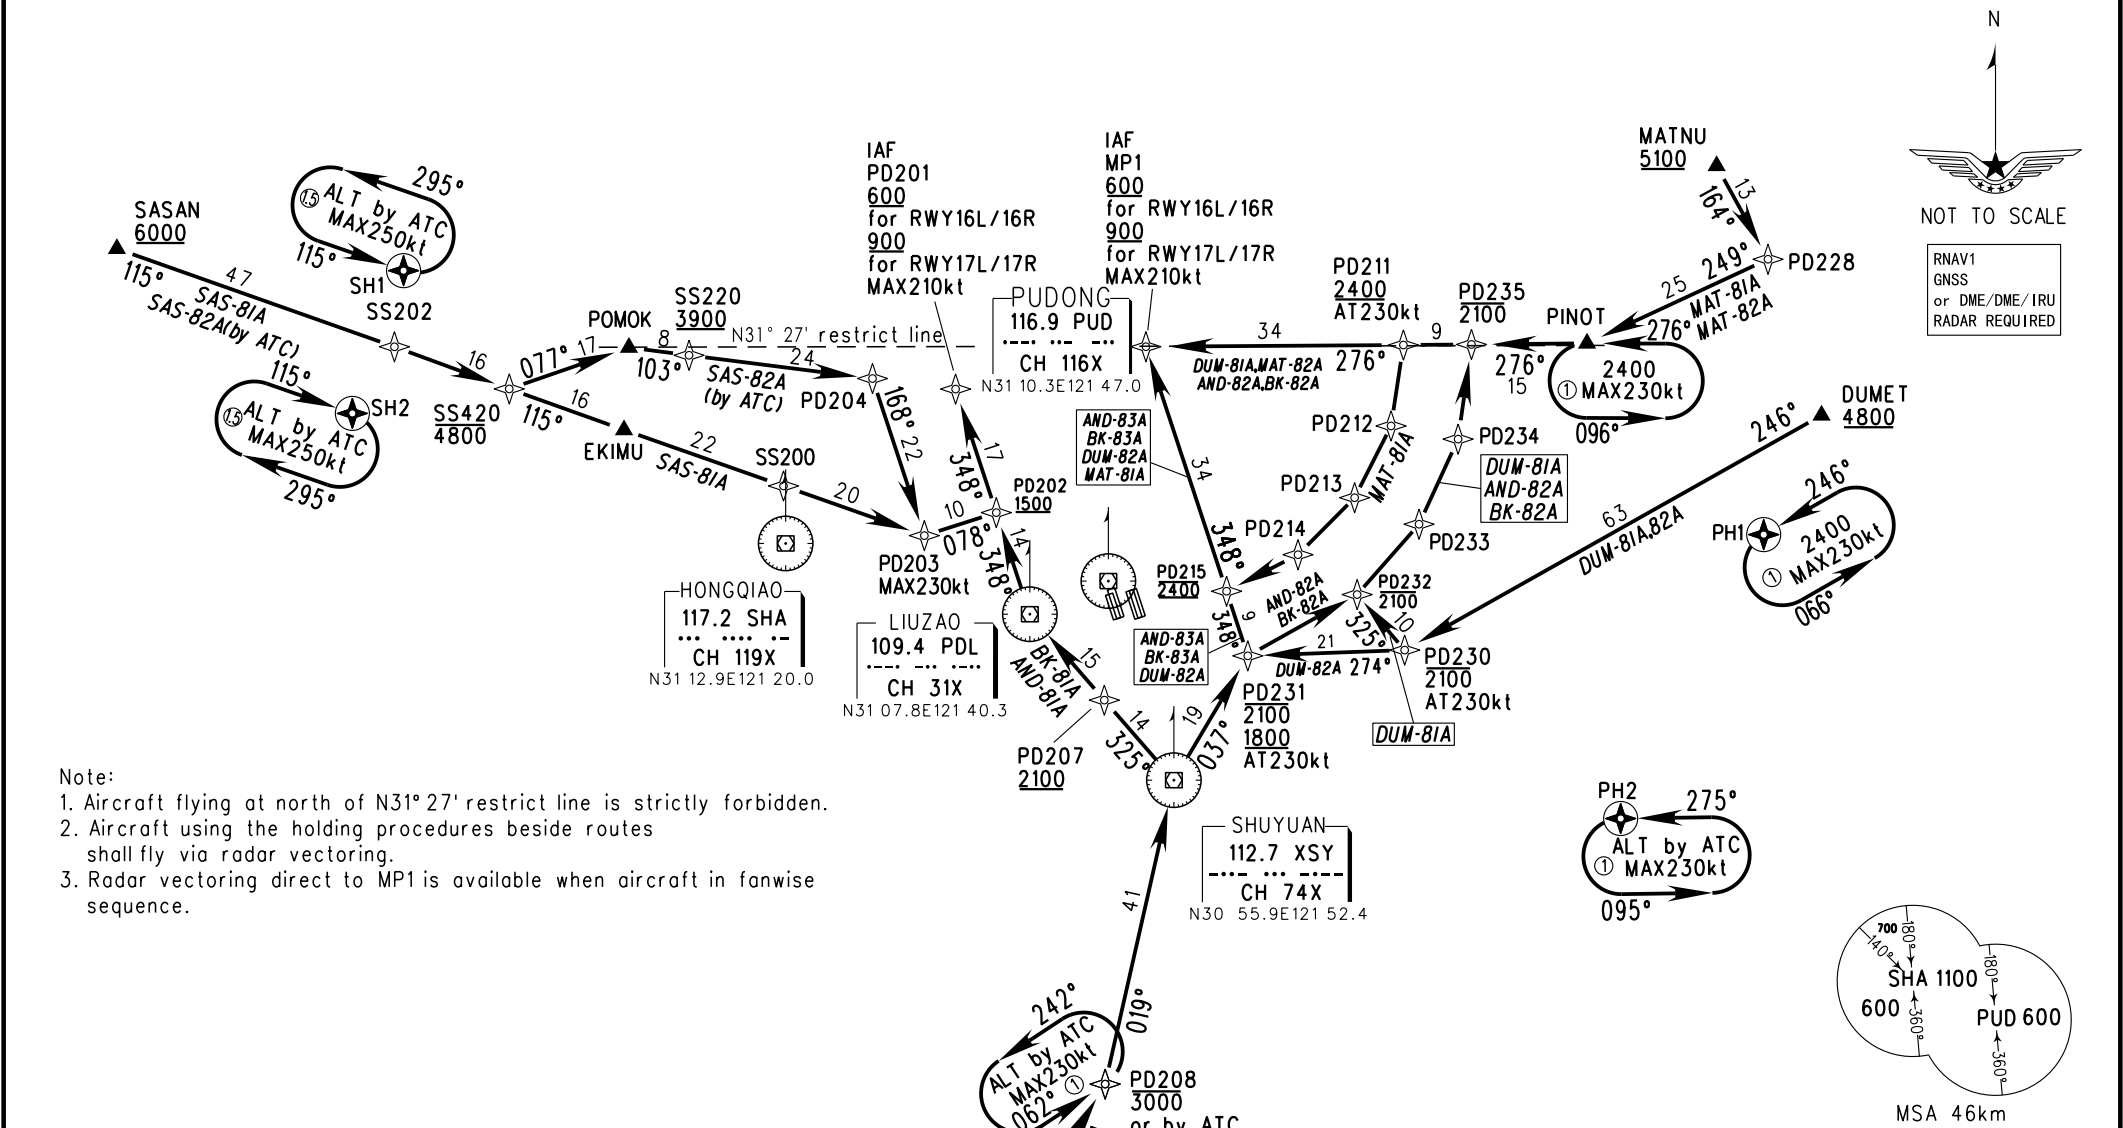 N
NOT TO SCALE
RNAV1
GNSS
or DME/DME/IRU
RADAR REQUIRED
SASAN
6000
115°
47
SAS-81A
SAS-82A(by ATC)
295°
1.5
ALT by ATC
MAX250kt
115°
SH1
SS202
16
115°
SH2
1.5
ALT by ATC
MAX250kt
295°
SS420
4800
077°
17
POMOK
8
103°
SS220
3900
N31° 27' restrict line
24
SAS-82A
(by ATC)
PD204
168°
22
115°
16
EKIMU
22
SAS-81A
SS200
20
PD203
MAX230kt
10
078°
PD202
1500
17
348°
14
348°
IAF
PD201
600
for RWY16L/16R
900
for RWY17L/17R
MAX210kt
IAF
MP1
600
for RWY16L/16R
900
for RWY17L/17R
MAX210kt
PUDONG
116.9 PUD
CH 116X
N31 10.3E121 47.0
HONGQIAO
117.2 SHA
CH 119X
N31 12.9E121 20.0
LIUZAO
109.4 PDL
CH 31X
N31 07.8E121 40.3
SHUYUAN
112.7 XSY
CH 74X
N30 55.9E121 52.4
MATNU
5100
13
164°
PD228
249°
25
MAT-81A
MAT-82A
PINOT
276°
2400
1
MAX230kt
096°
276°
15
PD235
2100
9
PD211
2400
AT230kt
34
276°
DUM-81A,MAT-82A
AND-82A,BK-82A
PD212
MAT-81A
PD213
PD214
PD215
2400
AND-83A
BK-83A
DUM-82A
MAT-81A
34
348°
9
348°
AND-83A
BK-83A
DUM-82A
AND-82A
BK-82A
PD234
DUM-81A
AND-82A
BK-82A
PD233
PD232
2100
325°
10
21
DUM-82A 274°
PD230
2100
AT230kt
DUM-81A
DUMET
4800
246°
63
DUM-81A,82A
PH1
246°
2400
1
MAX230kt
066°
PD231
2100
1800
AT230kt
19
037°
BK-81A
AND-81A
15
PD207
2100
14
325°
41
019°
242°
ALT by ATC
MAX230kt
1
062°
PD208
3000
or by ATC
PH2
275°
ALT by ATC
1
MAX230kt
095°
Note:
1. Aircraft flying at north of N31°27' restrict line is strictly forbidden.
2. Aircraft using the holding procedures beside routes
shall fly via radar vectoring.
3. Radar vectoring direct to MP1 is available when aircraft in fanwise
sequence.
700
180°
140°
SHA 1100
600
360°
180°
PUD 600
360°
MSA 46km